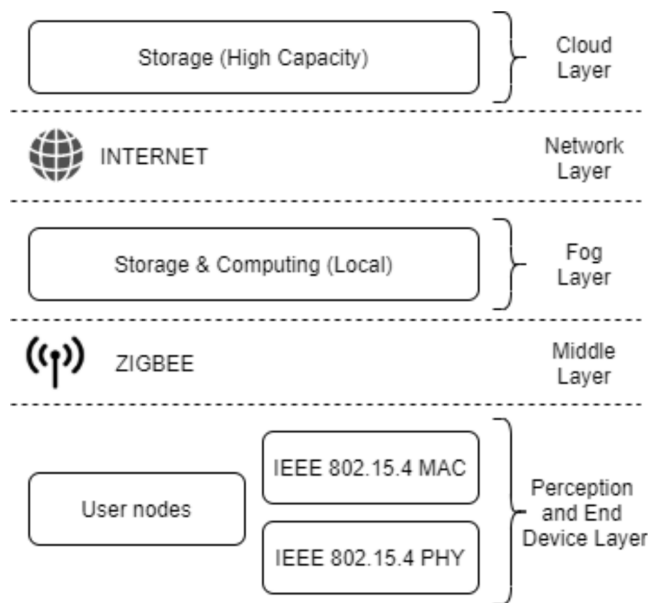 Storage (High Capacity)
Cloud
Layer
INTERNET
Network
Layer
Storage & Computing (Local)
Fog
Layer
ZIGBEE
Middle
Layer
User nodes
IEEE 802.15.4 MAC
IEEE 802.15.4 PHY
Perception
and End
Device Layer